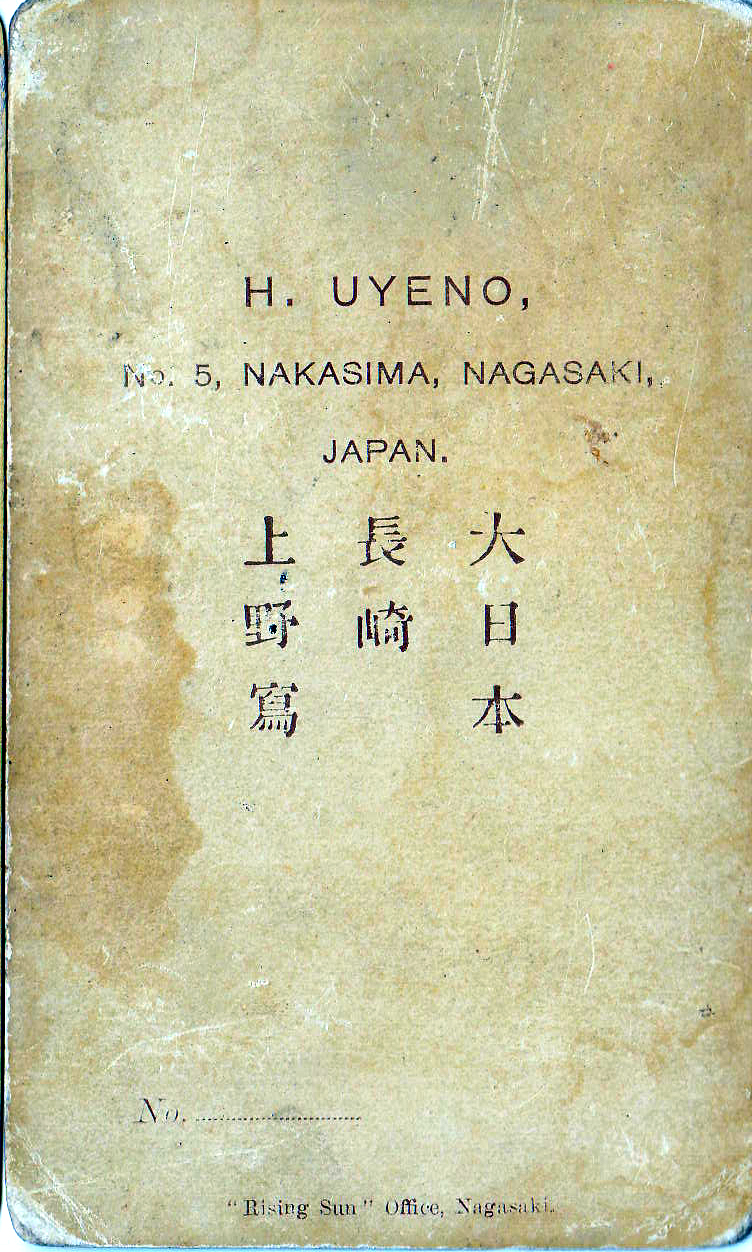 H. UYENO,
No. 5, NAKASIMA, NAGASAKI,
JAPAN.
大日本
長崎
上野寫
No.
"Rising Sun" Office, Nagasaki.